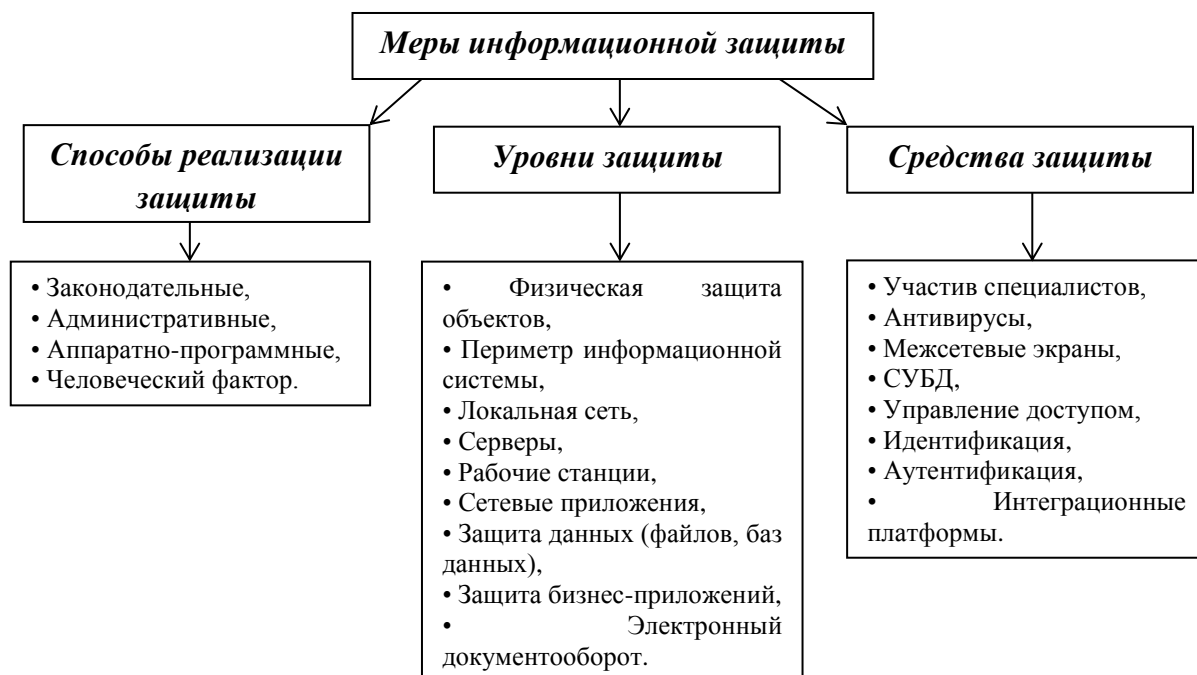 Меры информационной защиты
Способы реализации
защиты
• Законодательные,
• Административные,
• Аппаратно-программные,
• Человеческий фактор.
Уровни защиты
• Физическая защита
объектов,
• Периметр информационной
системы,
• Локальная сеть,
• Серверы,
• Рабочие станции,
• Сетевые приложения,
• Защита данных (файлов, баз
данных),
• Защита бизнес-приложений,
• Электронный
документооборот.
Средства защиты
• Участив специалистов,
• Антивирусы,
• Межсетевые экраны,
• СУБД,
• Управление доступом,
• Идентификация,
• Аутентификация,
• Интеграционные
платформы.